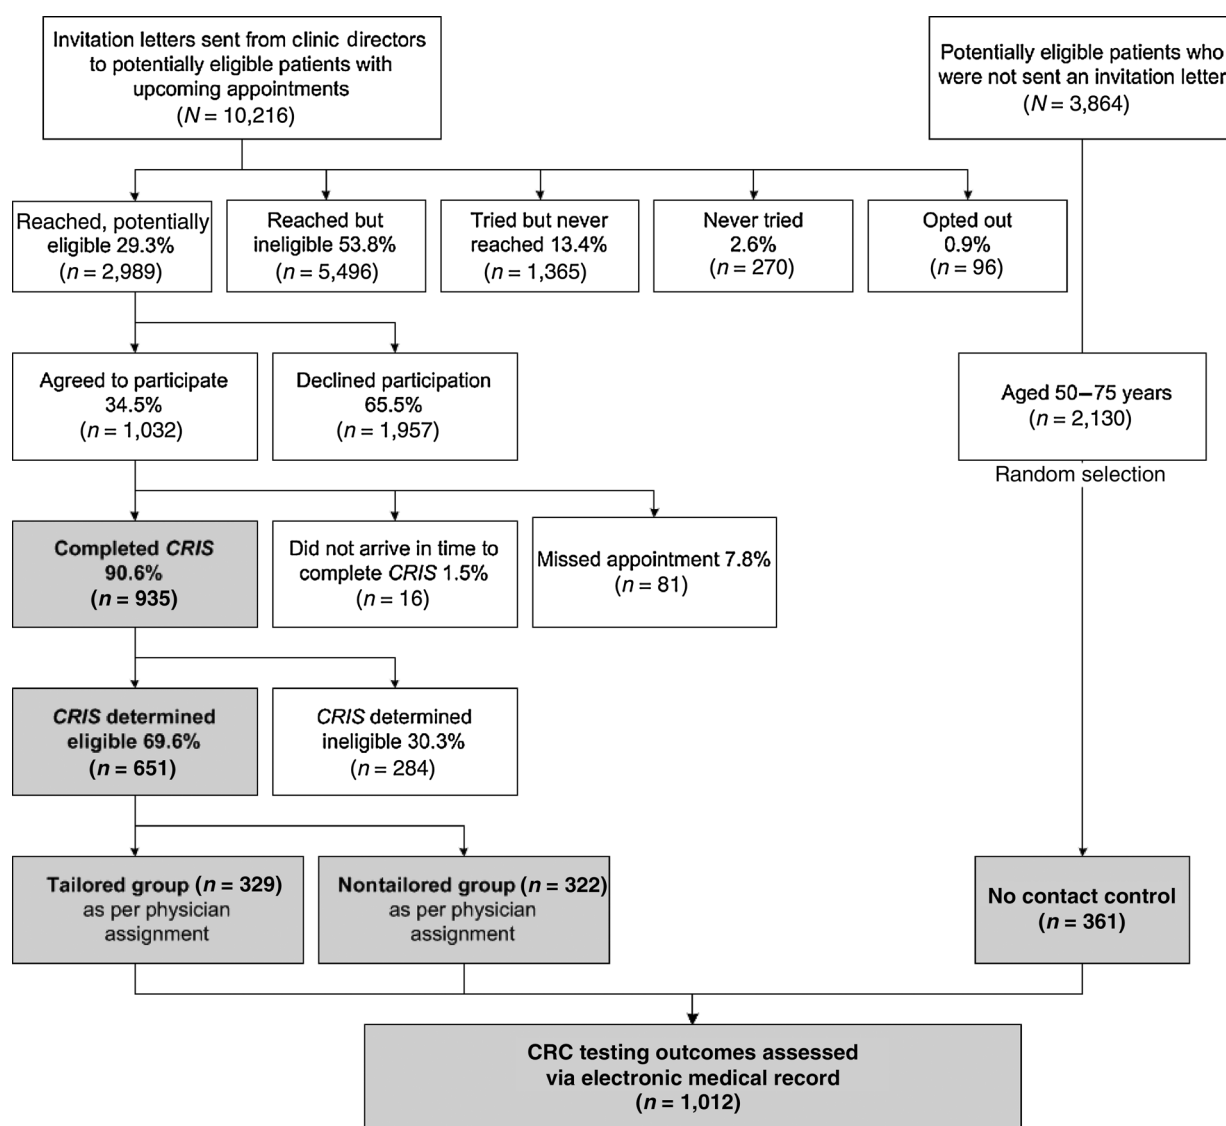 Invitation letters sent from clinic directors
to potentially eligible patients with
upcoming appointments
(N = 10,216)
Potentially eligible patients who
were not sent an invitation letter
(N = 3,864)
Reached, potentially
eligible 29.3%
(n = 2,989)
Reached but
ineligible 53.8%
(n = 5,496)
Tried but never
reached 13.4%
(n = 1,365)
Never tried
2.6%
(n = 270)
Opted out
0.9%
(n = 96)
Agreed to participate
34.5%
(n = 1,032)
Declined participation
65.5%
(n = 1,957)
Aged 50–75 years
(n = 2,130)
Random selection
Completed CRIS
90.6%
(n = 935)
Did not arrive in time to
complete CRIS 1.5%
(n = 16)
Missed appointment 7.8%
(n = 81)
CRIS determined
eligible 69.6%
(n = 651)
CRIS determined
ineligible 30.3%
(n = 284)
Tailored group (n = 329)
as per physician
assignment
Nontailored group (n = 322)
as per physician
assignment
No contact control
(n = 361)
CRC testing outcomes assessed
via electronic medical record
(n = 1,012)